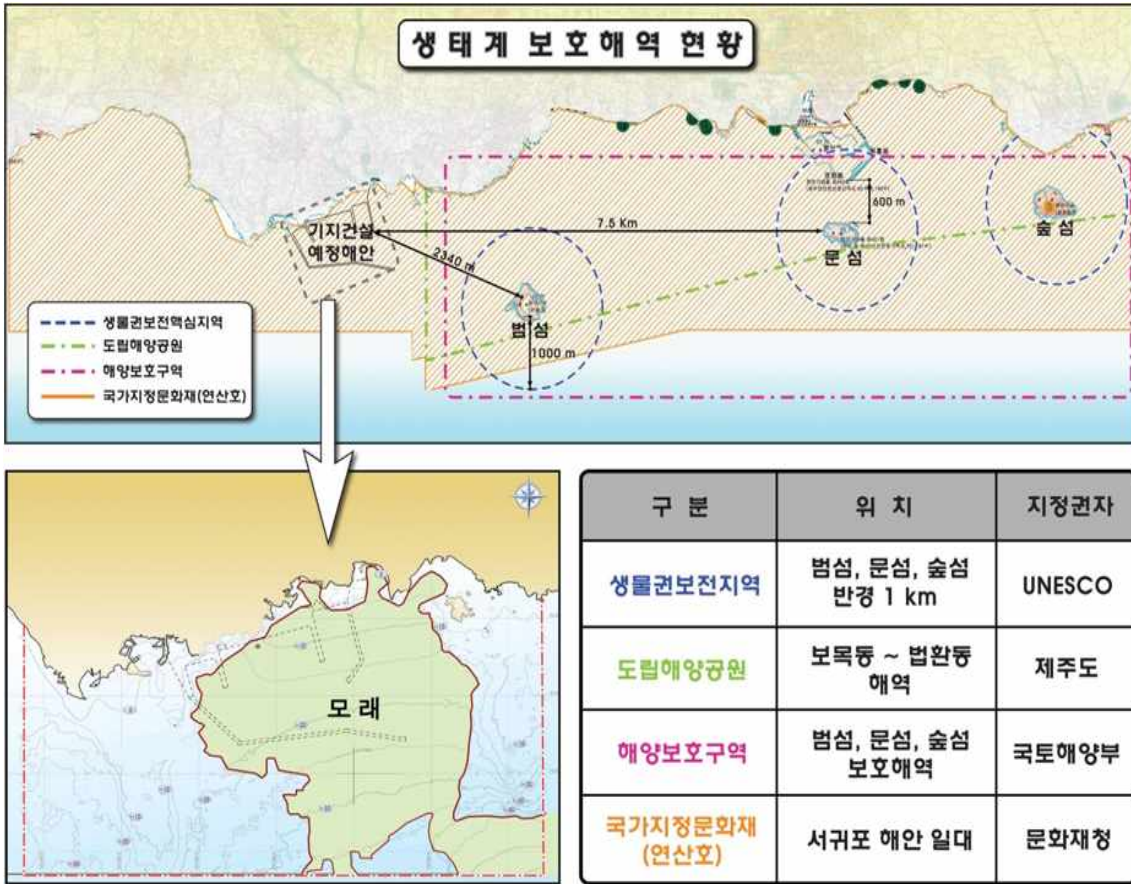 생태계 보호해역 현황
기지건설
예정해안
7.5 Km
2340 m
600 m
1000 m
범 섬
문 섬
숲 섬
생물권보전핵심지역
도립해양공원
해양보호구역
국가지정문화재(연산호)
모 래
구 분 위 치 지정권자
생물권보전지역 범섬, 문섬, 숲섬
반경 1 km UNESCO
도립해양공원 보목동 ~ 법환동
해역 제주도
해양보호구역 범섬, 문섬, 숲섬
보호해역 국토해양부
국가지정문화재
(연산호) 서귀포 해안 일대 문화재청